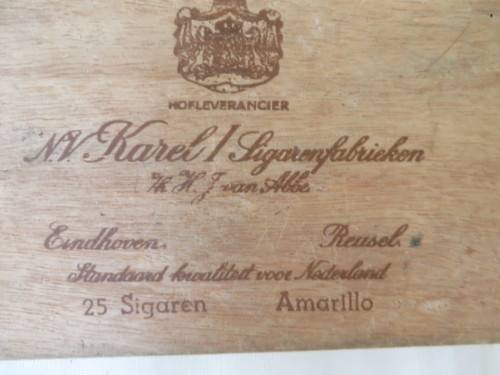 HOFLEVERANCIER
N.V. Karel I Sigarenfabrieken
v/h H. J. van Abbe.
Eindhoven. Reusel.
Standaard kwaliteit voor Nederland
25 Sigaren Amarillo